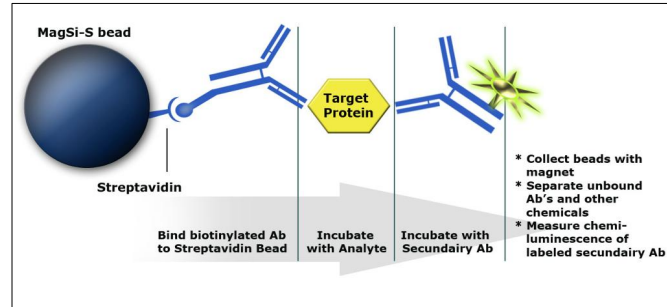 MagSi-S bead
Target
Protein
Streptavidin
Bind biotinylated Ab
to Streptavidin Bead
Incubate
with Analyte
Incubate with
Secundairy Ab
* Collect beads with
magnet
* Separate unbound
Ab's and other
chemicals
* Measure chemi-
luminescence of
labeled secundairy Ab